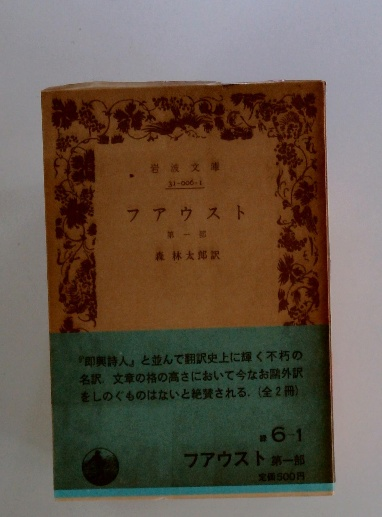 岩波文庫
31-006-1
フアウスト
第一部
森林太郎訳
『即興詩人』と並んで翻訳史上に輝く不朽の
名訳．文章の格の高さにおいて今なお鷗外訳
をしのぐものはないと絶賛される．(全2冊)
緑6-1
フアウスト 第一部
定価500円